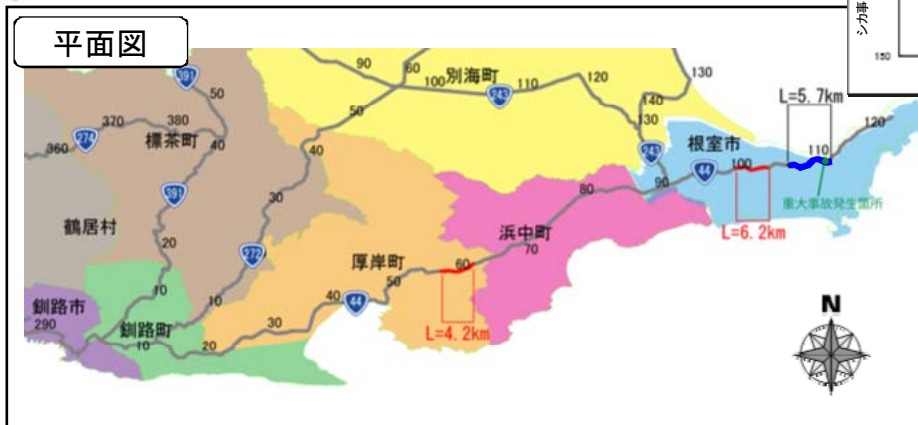 平面図
シカ事
150
391
90
60
別海町
130
50
100
243
110
120
274
370
380
標茶町
50
140
L=5.7km
360
40
40
130
根室市
110
120
391
243
44
100
鶴居村
30
80
90
重大事故発生箇所
20
272
浜中町
L=6.2km
厚岸町
60
70
50
釧路市
10
10
40
44
290
釧路町
30
L=4.2km
10
20
N